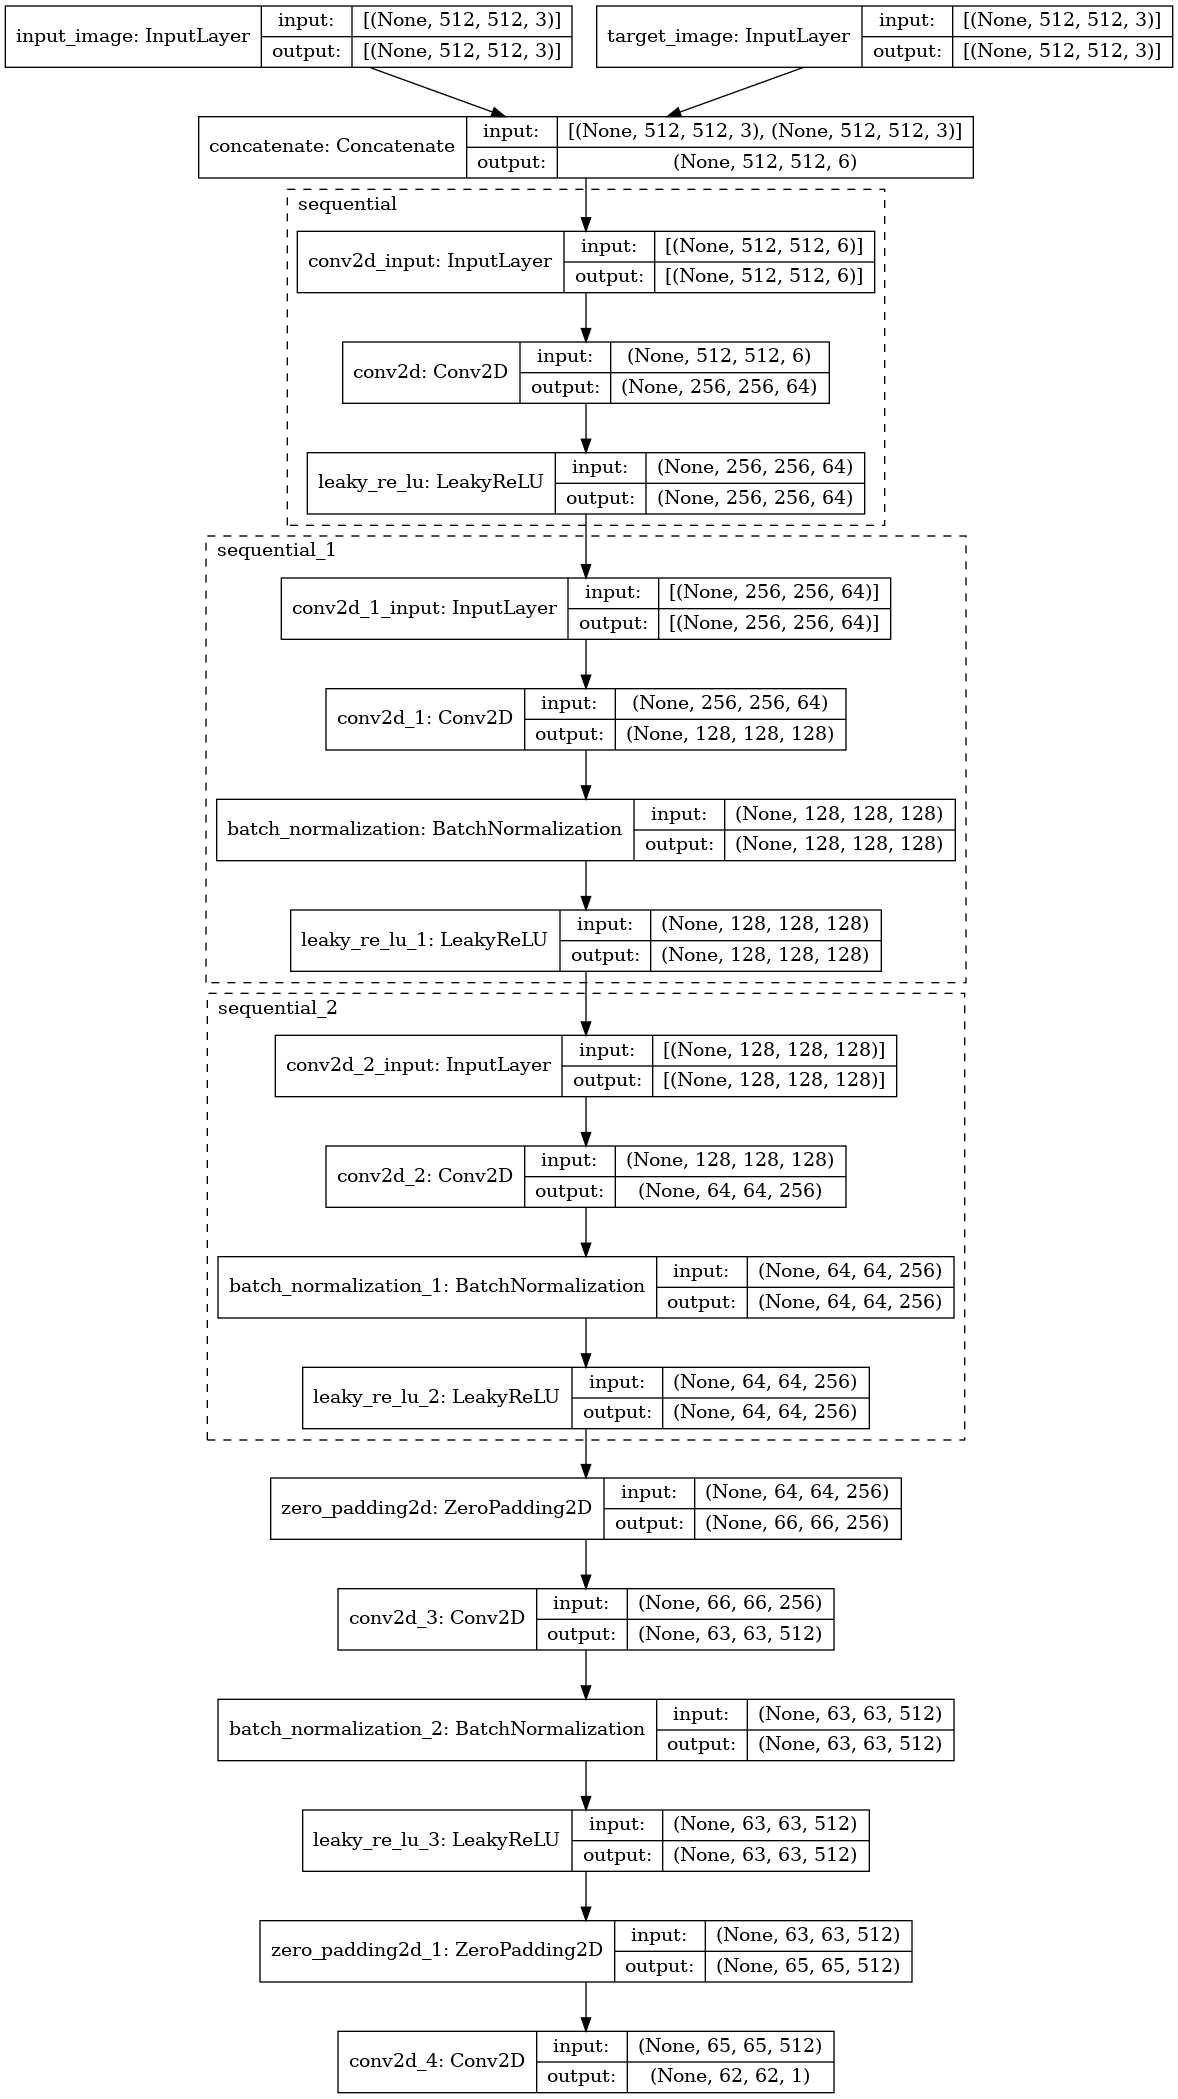 input_image: InputLayer
input: [(None, 512, 512, 3)]
output: [(None, 512, 512, 3)]
target_image: InputLayer
input: [(None, 512, 512, 3)]
output: [(None, 512, 512, 3)]
concatenate: Concatenate
input: [(None, 512, 512, 3), (None, 512, 512, 3)]
output: (None, 512, 512, 6)
sequential
conv2d_input: InputLayer
input: [(None, 512, 512, 6)]
output: [(None, 512, 512, 6)]
conv2d: Conv2D
input: (None, 512, 512, 6)
output: (None, 256, 256, 64)
leaky_re_lu: LeakyReLU
input: (None, 256, 256, 64)
output: (None, 256, 256, 64)
sequential_1
conv2d_1_input: InputLayer
input: [(None, 256, 256, 64)]
output: [(None, 256, 256, 64)]
conv2d_1: Conv2D
input: (None, 256, 256, 64)
output: (None, 128, 128, 128)
batch_normalization: BatchNormalization
input: (None, 128, 128, 128)
output: (None, 128, 128, 128)
leaky_re_lu_1: LeakyReLU
input: (None, 128, 128, 128)
output: (None, 128, 128, 128)
sequential_2
conv2d_2_input: InputLayer
input: [(None, 128, 128, 128)]
output: [(None, 128, 128, 128)]
conv2d_2: Conv2D
input: (None, 128, 128, 128)
output: (None, 64, 64, 256)
batch_normalization_1: BatchNormalization
input: (None, 64, 64, 256)
output: (None, 64, 64, 256)
leaky_re_lu_2: LeakyReLU
input: (None, 64, 64, 256)
output: (None, 64, 64, 256)
zero_padding2d: ZeroPadding2D
input: (None, 64, 64, 256)
output: (None, 66, 66, 256)
conv2d_3: Conv2D
input: (None, 66, 66, 256)
output: (None, 63, 63, 512)
batch_normalization_2: BatchNormalization
input: (None, 63, 63, 512)
output: (None, 63, 63, 512)
leaky_re_lu_3: LeakyReLU
input: (None, 63, 63, 512)
output: (None, 63, 63, 512)
zero_padding2d_1: ZeroPadding2D
input: (None, 63, 63, 512)
output: (None, 65, 65, 512)
conv2d_4: Conv2D
input: (None, 65, 65, 512)
output: (None, 62, 62, 1)